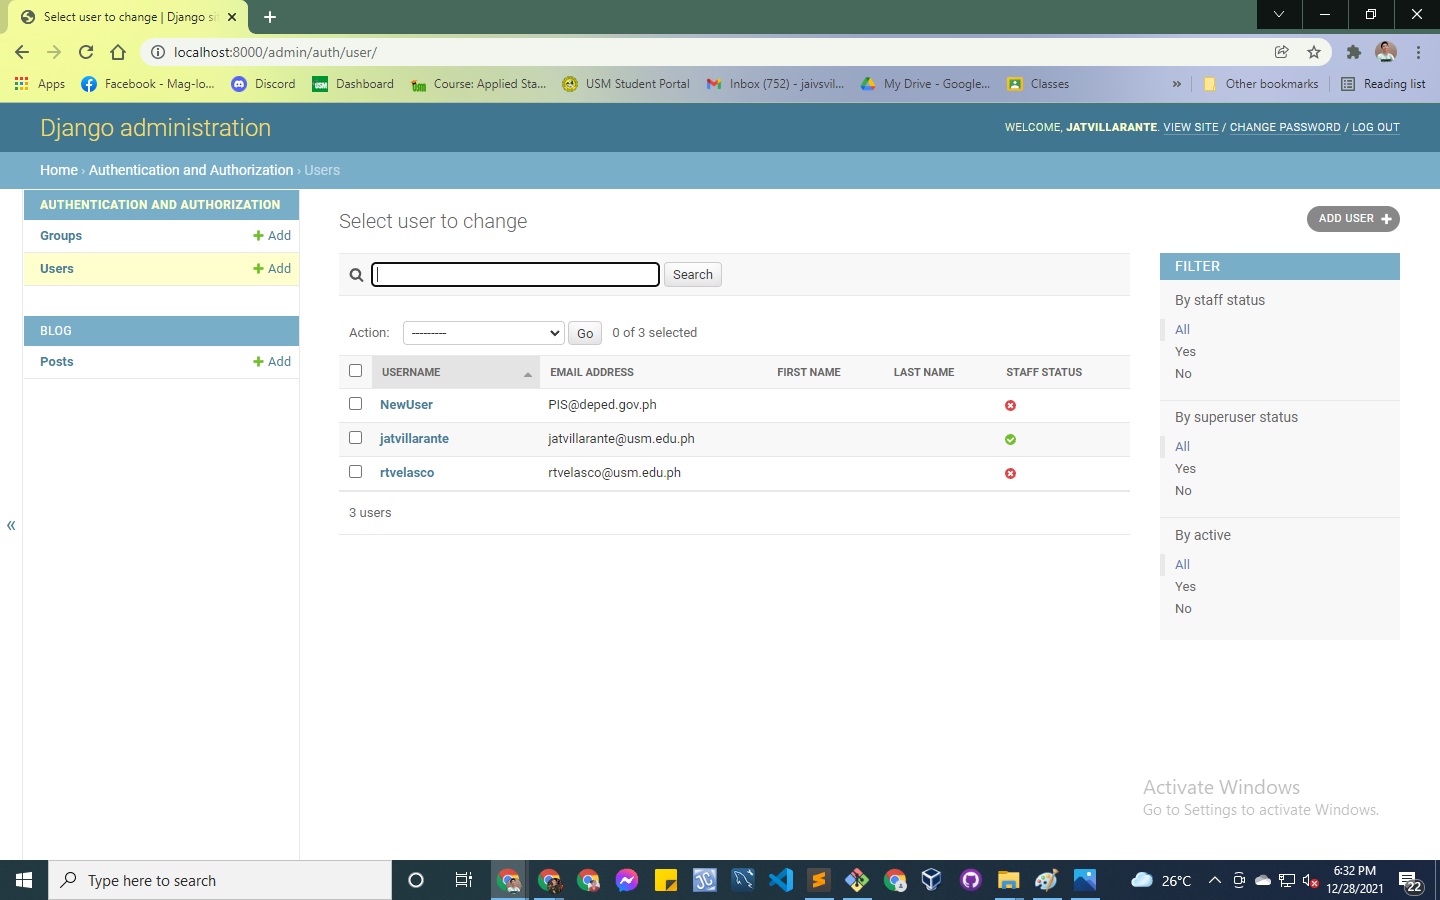 Select user to change | Django si
localhost:8000/admin/auth/user/
Apps
Facebook - Mag-lo...
Discord
Dashboard
Course: Applied Sta...
USM Student Portal
Inbox (752) - jaivsvil...
My Drive - Google...
Classes
»
Other bookmarks
Reading list
Django administration
WELCOME, JATVILLARANTE. VIEW SITE / CHANGE PASSWORD / LOG OUT
Home › Authentication and Authorization › Users
AUTHENTICATION AND AUTHORIZATION
Groups + Add
Users + Add
BLOG
Posts + Add
«
Select user to change
ADD USER +
Search
Action: --------- Go 0 of 3 selected
USERNAME EMAIL ADDRESS FIRST NAME LAST NAME STAFF STATUS
NewUser PIS@deped.gov.ph
jatvillarante jatvillarante@usm.edu.ph
rtvelasco rtvelasco@usm.edu.ph
3 users
FILTER
By staff status
All
Yes
No
By superuser status
All
Yes
No
By active
All
Yes
No
Activate Windows
Go to Settings to activate Windows.
Type here to search
26°C
6:32 PM
12/28/2021
22